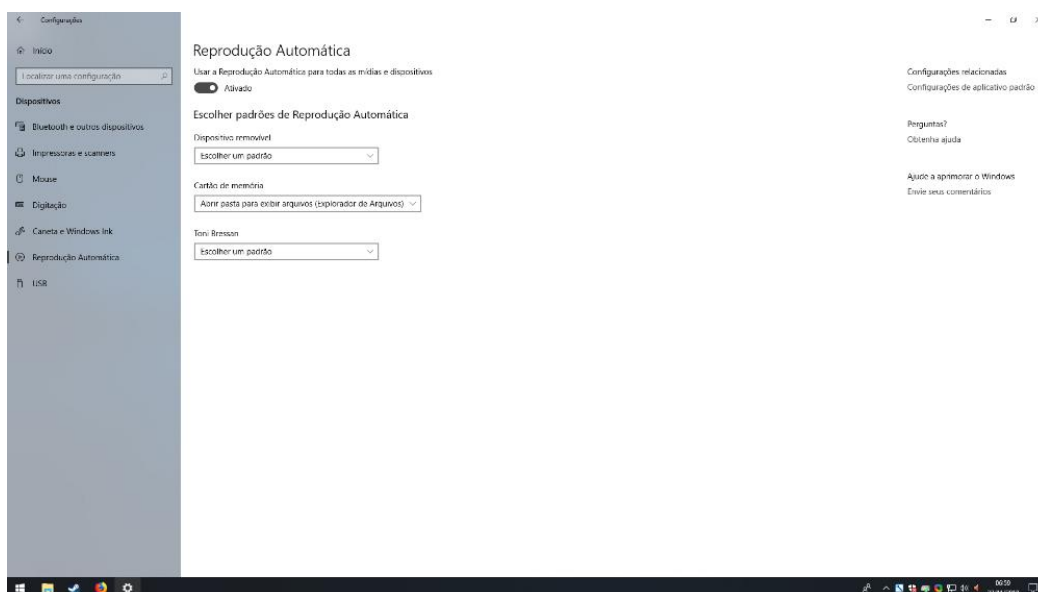 Configurações
Início
Localizar uma configuração
Dispositivos
Bluetooth e outros dispositivos
Impressoras e scanners
Mouse
Digitação
Caneta e Windows Ink
Reprodução Automática
USB
Reprodução Automática
Usar a Reprodução Automática para todas as mídias e dispositivos
Ativado
Escolher padrões de Reprodução Automática
Dispositivo removível
Escolher um padrão
Cartão de memória
Abrir pasta para exibir arquivos (Explorador de Arquivos)
Toni Bressan
Escolher um padrão
Configurações relacionadas
Configurações de aplicativo padrão
Perguntas?
Obtenha ajuda
Ajude a aprimorar o Windows
Envie seus comentários